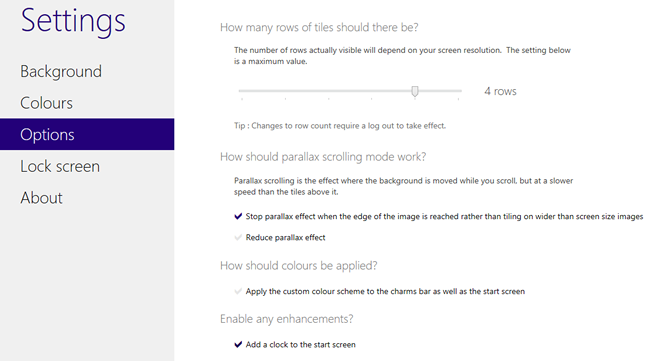 Settings
Background
Colours
Options
Lock screen
About
How many rows of tiles should there be?
The number of rows actually visible will depend on your screen resolution. The setting below
is a maximum value.
4 rows
Tip : Changes to row count require a log out to take effect.
How should parallax scrolling mode work?
Parallax scrolling is the effect where the background is moved while you scroll, but at a slower
speed than the tiles above it.
Stop parallax effect when the edge of the image is reached rather than tiling on wider than screen size images
Reduce parallax effect
How should colours be applied?
Apply the custom colour scheme to the charms bar as well as the start screen
Enable any enhancements?
Add a clock to the start screen